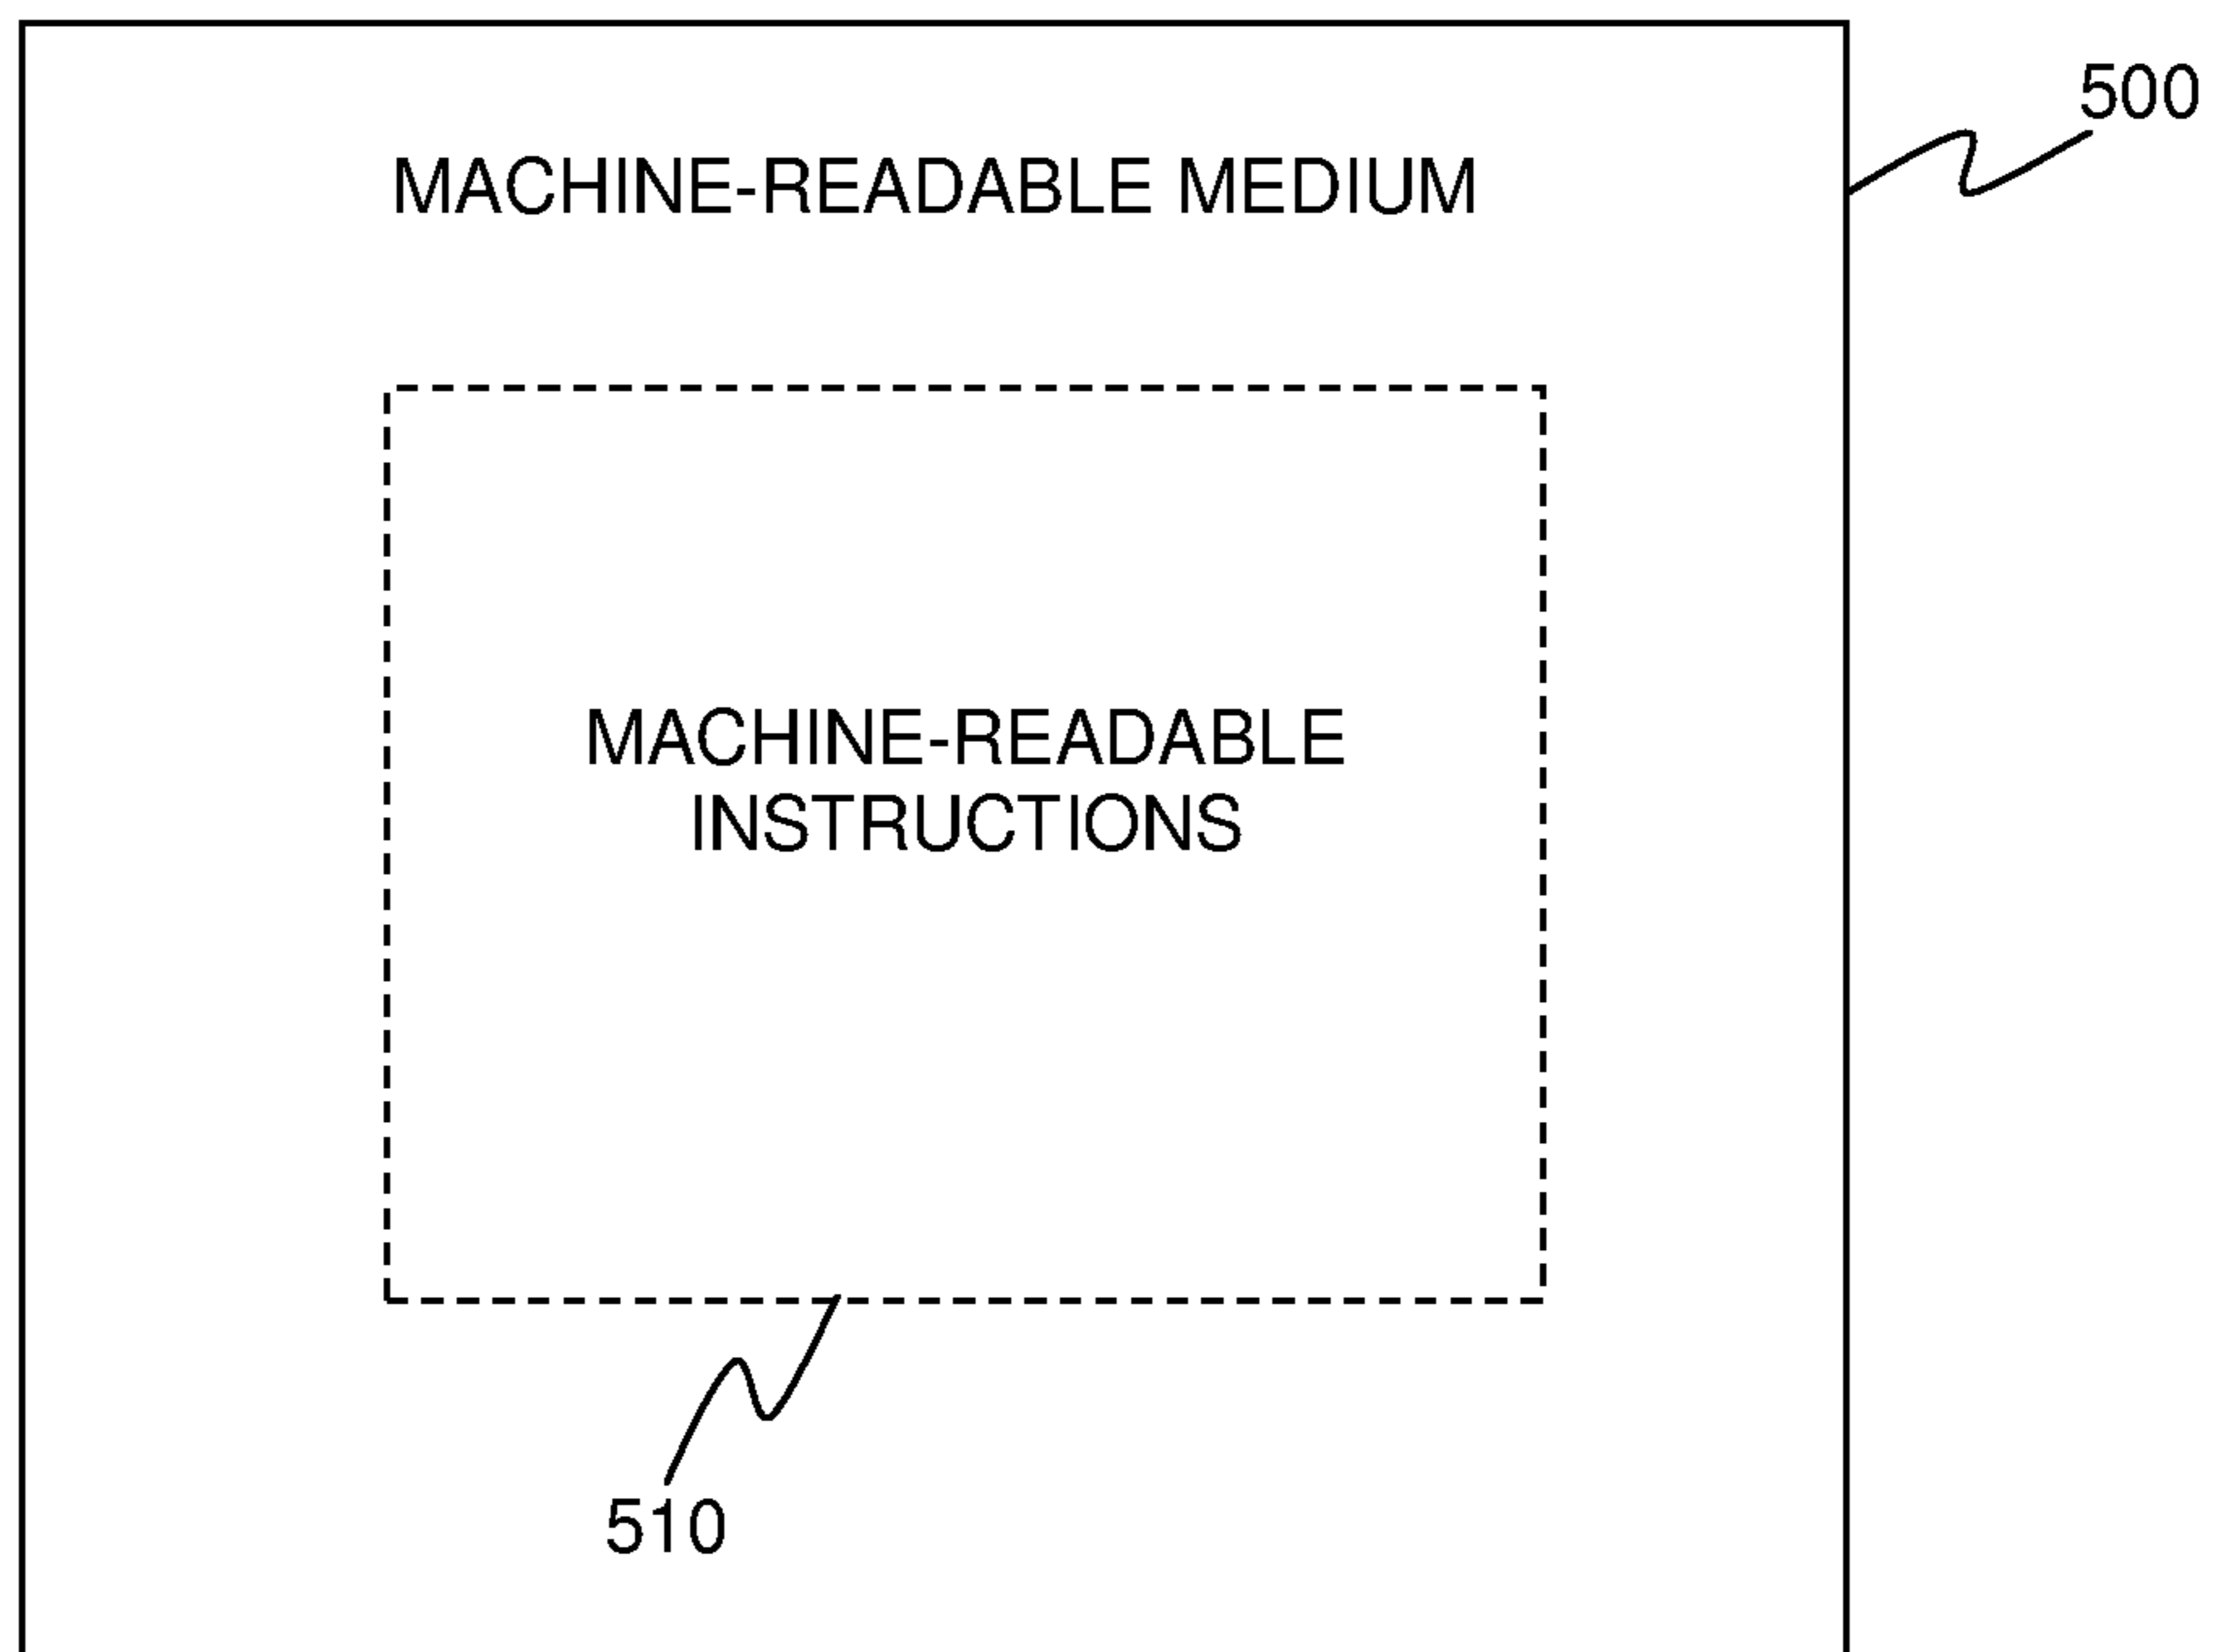 500
MACHINE-READABLE MEDIUM
MACHINE-READABLE
INSTRUCTIONS
510